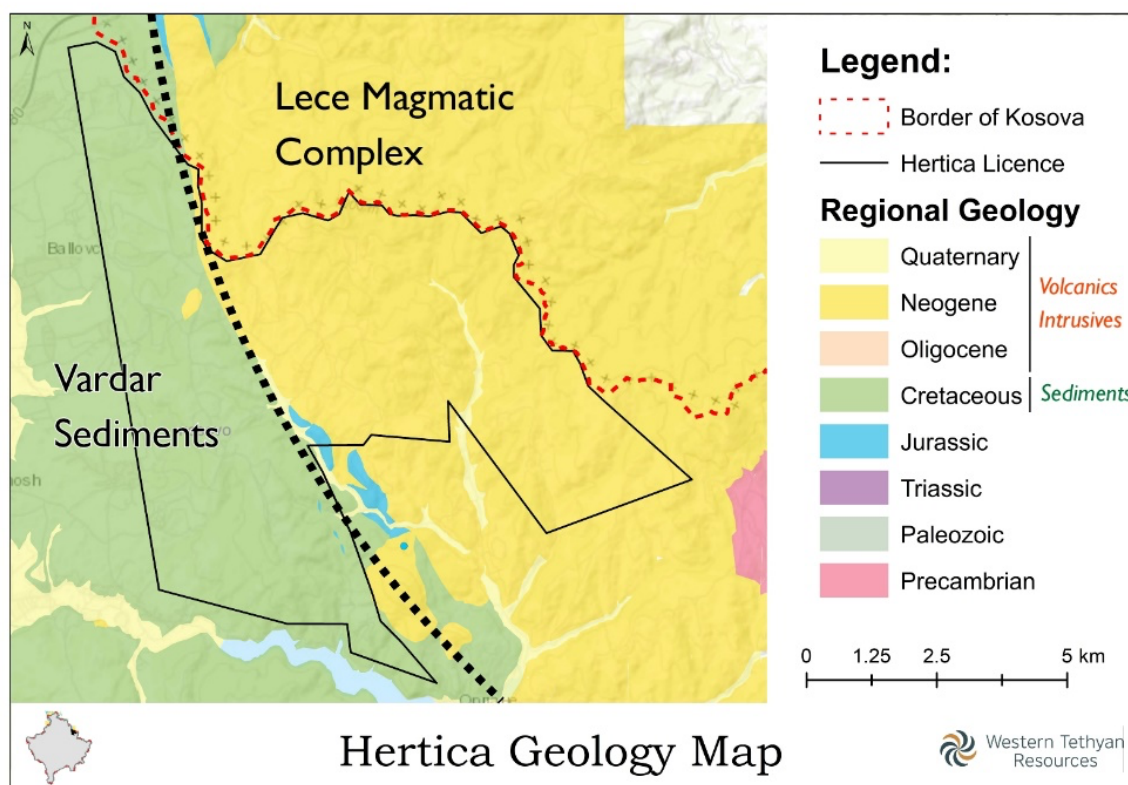 N
80
Lece Magmatic
Complex
Ballovc
Vardar
Sediments
Legend:
Border of Kosova
Hertica Licence
Regional Geology
Quaternary
Neogene
Oligocene
Cretaceous
Jurassic
Triassic
Paleozoic
Precambrian
Volcanics
Intrusives
Sediments
0 1.25 2.5 5 km
Hertica Geology Map
Western Tethyan
Resources